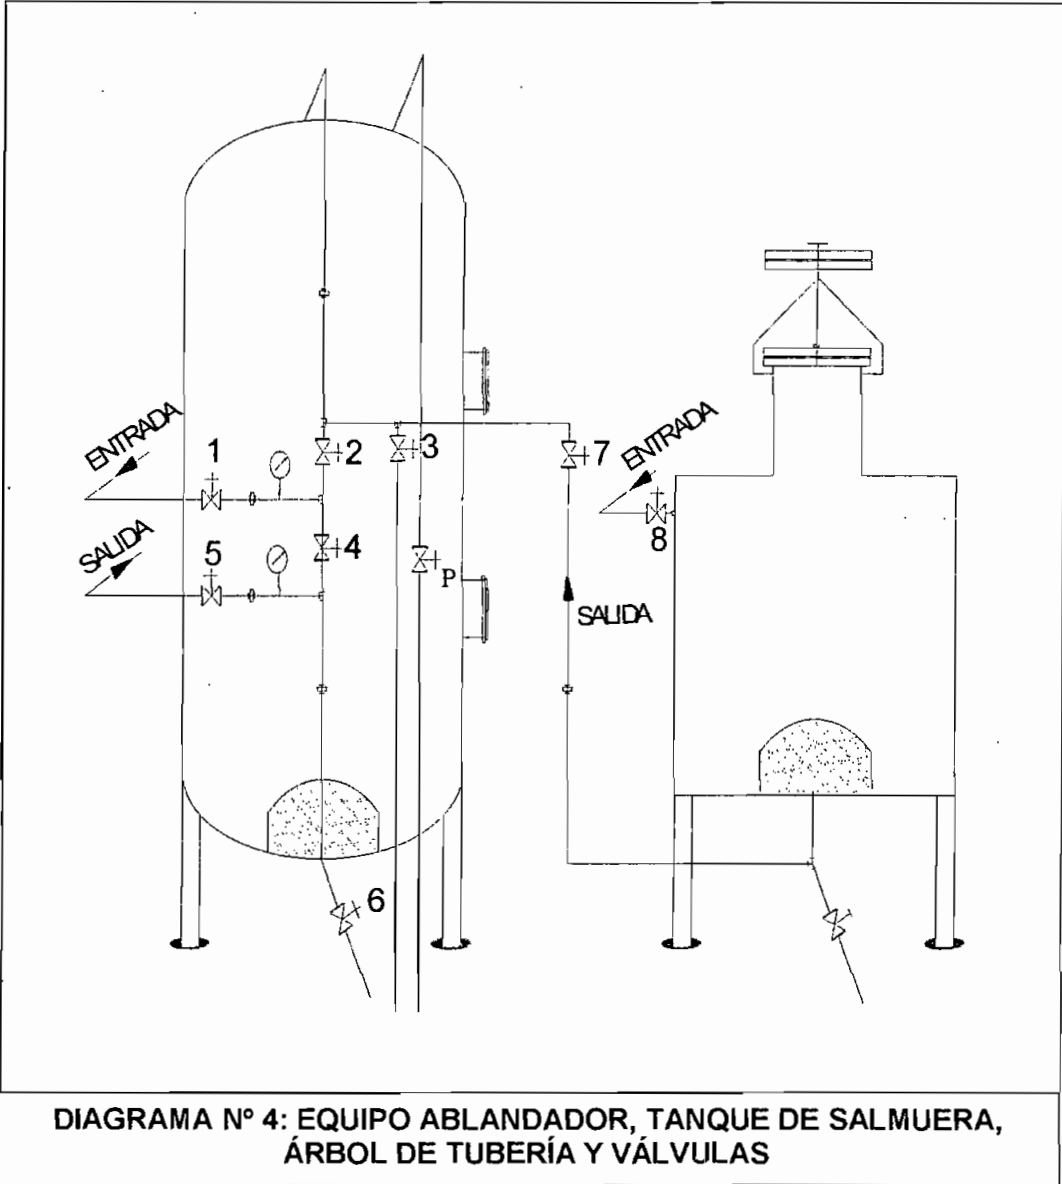 ENTRADA
1
2
3
7
ENTRADA
8
SALIDA
5
4
P
SALIDA
6
DIAGRAMA Nº 4: EQUIPO ABLANDADOR, TANQUE DE SALMUERA,
ÁRBOL DE TUBERÍA Y VÁLVULAS